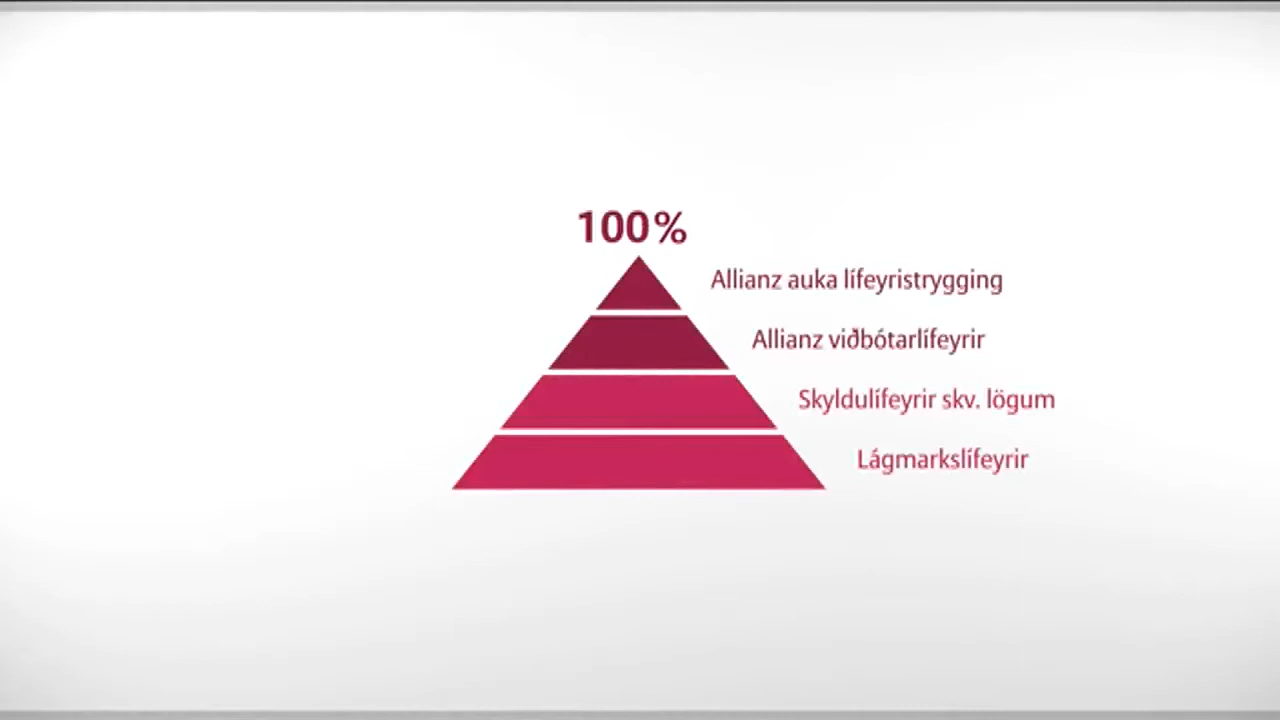 100%
Allianz auka lífeyristrygging
Allianz viðbótarlífeyrir
Skyldulífeyrir skv. lögum
Lágmarkslífeyrir